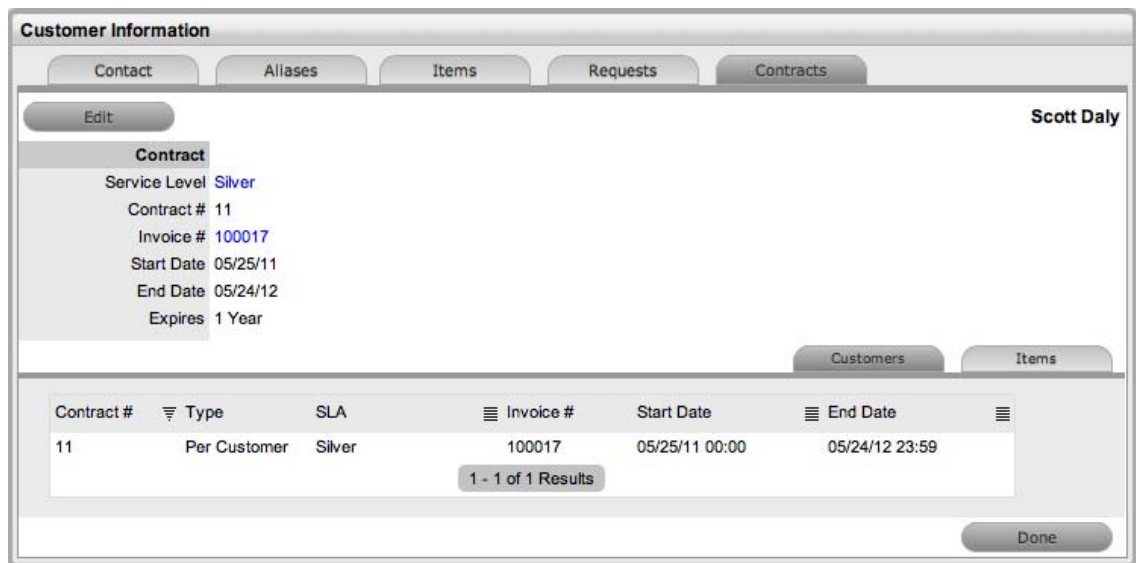 Customer Information
Contact Aliases Items Requests Contracts
Edit Scott Daly
Contract
Service Level Silver
Contract # 11
Invoice # 100017
Start Date 05/25/11
End Date 05/24/12
Expires 1 Year
Customers Items
Contract # Type SLA Invoice # Start Date End Date
11 Per Customer Silver 100017 05/25/11 00:00 05/24/12 23:59
1 - 1 of 1 Results
Done